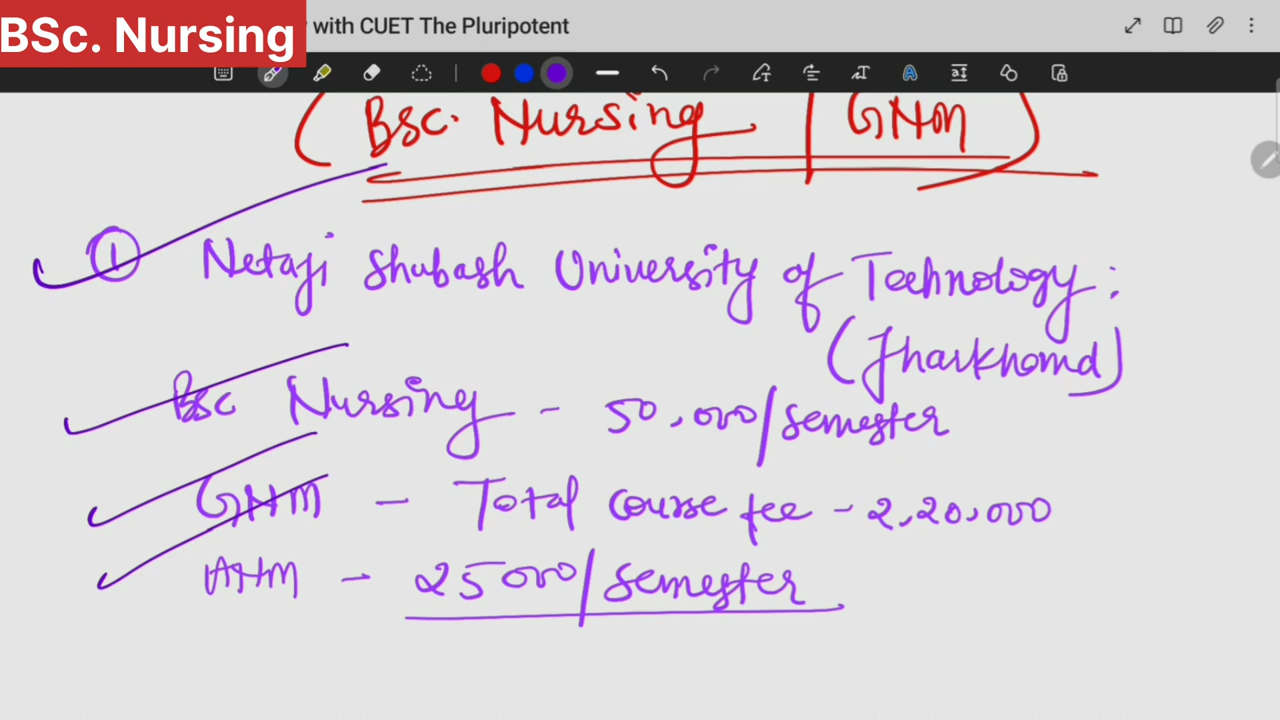 BSc. Nursing
with CUET The Pluripotent
(BSc. Nursing | GNM)
① Netaji Shubash University of Technology:
(Jharkhamd)
BSc Nursing - 50,000/semester
GNM - Total course fee - 2,20,000
ANM - 25000/semester